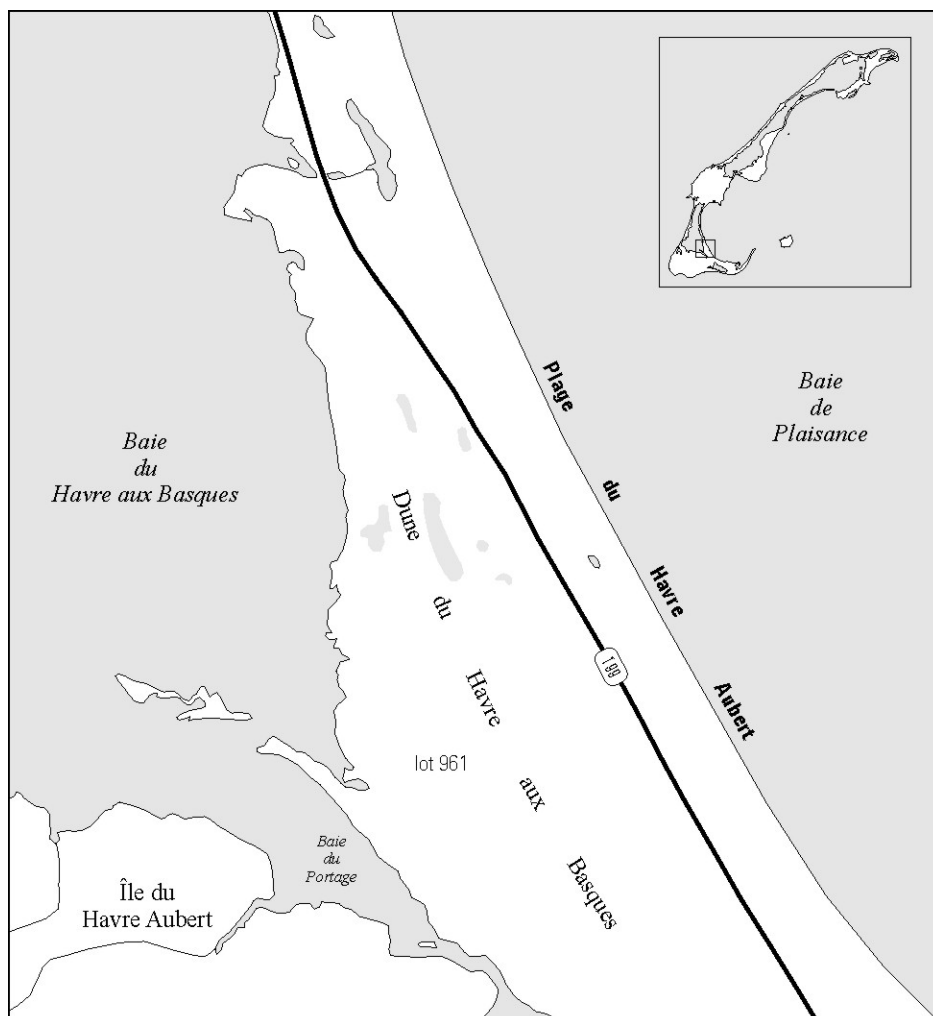 Plage
du
Havre
Aubert
Baie
de
Plaisance
Baie
du
Havre aux Basques
Dune
du
Havre
aux
Basques
199
lot 961
Baie
du
Portage
Île du
Havre Aubert